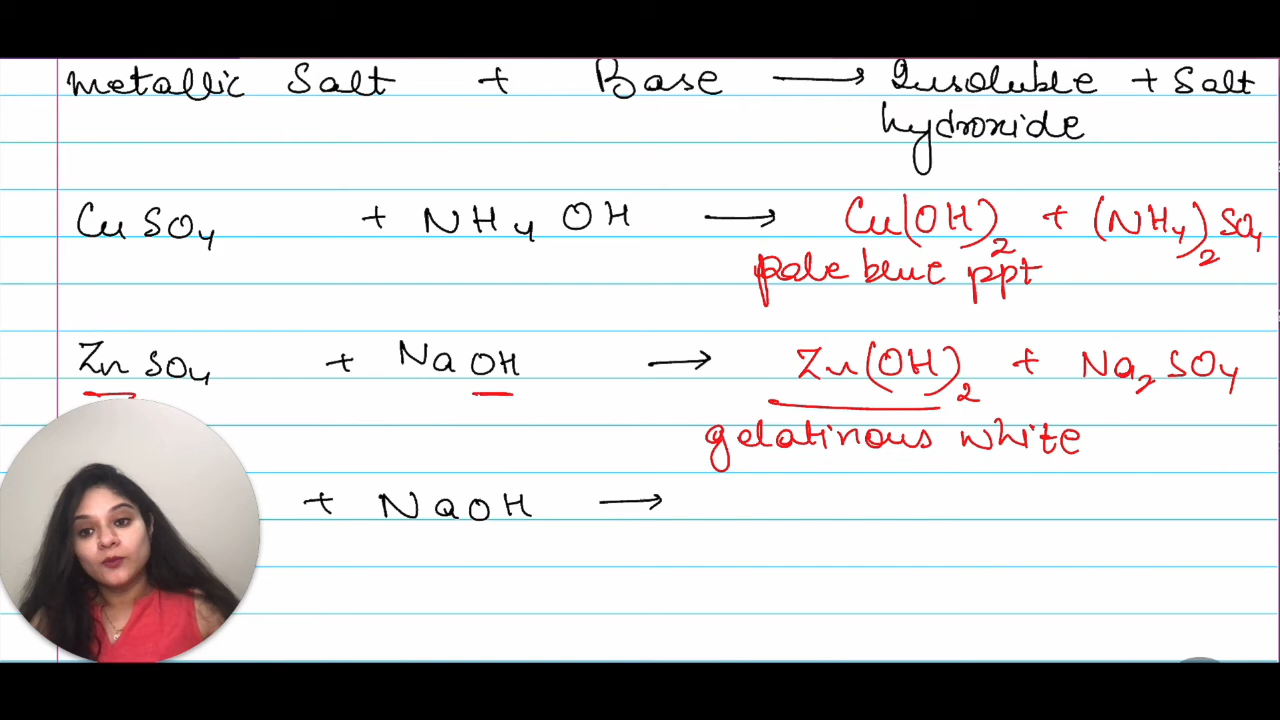 metallic Salt + Base ⟶ Insoluble + Salt
hydroxide
CuSO₄ + NH₄OH ⟶ Cu(OH)₂ + (NH₄)₂SO₄
pale blue ppt
ZnSO₄ + NaOH ⟶ Zn(OH)₂ + Na₂SO₄
gelatinous white
+ NaOH ⟶